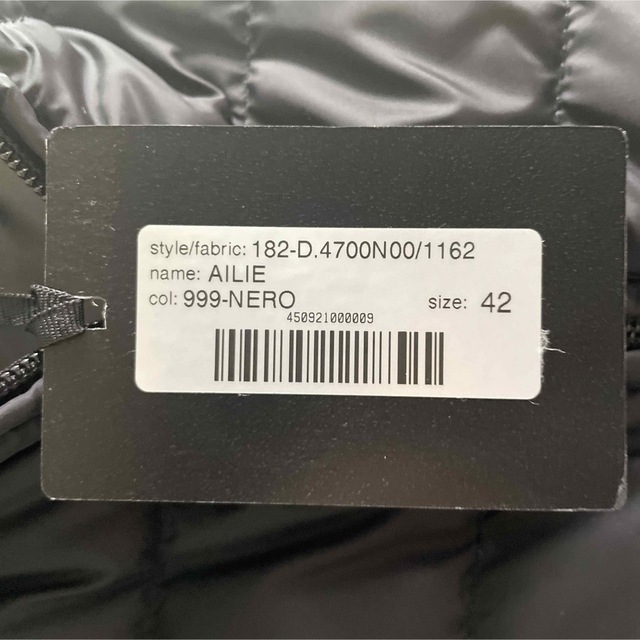 style/fabric: 182-D.4700N00/1162
name: AILIE
col: 999-NERO size: 42
450921000009